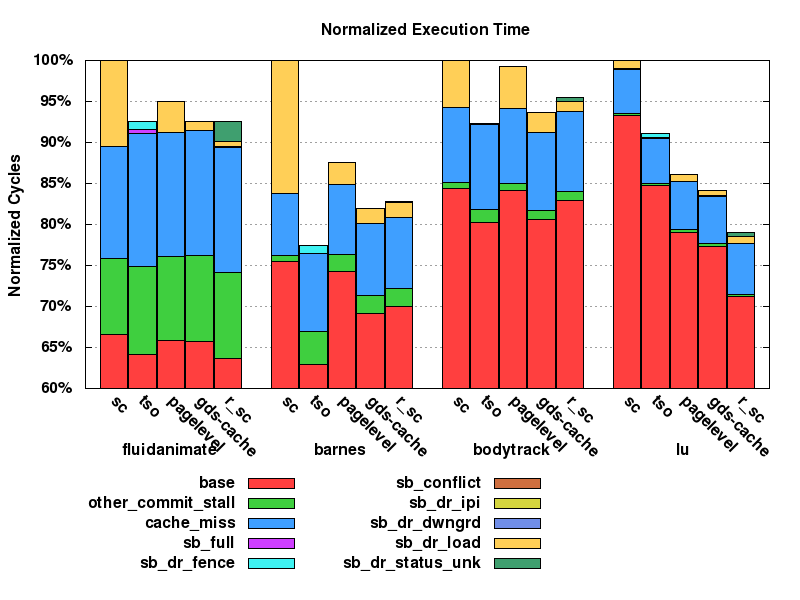 Normalized Execution Time
Normalized Cycles
100%
95%
90%
85%
80%
75%
70%
65%
60%
sc tso pagelevel gds-cache r_sc sc tso pagelevel gds-cache r_sc sc tso pagelevel gds-cache r_sc sc tso pagelevel gds-cache r_sc
fluidanimate barnes bodytrack lu
base sb_conflict
other_commit_stall sb_dr_ipi
cache_miss sb_dr_dwngrd
sb_full sb_dr_load
sb_dr_fence sb_dr_status_unk